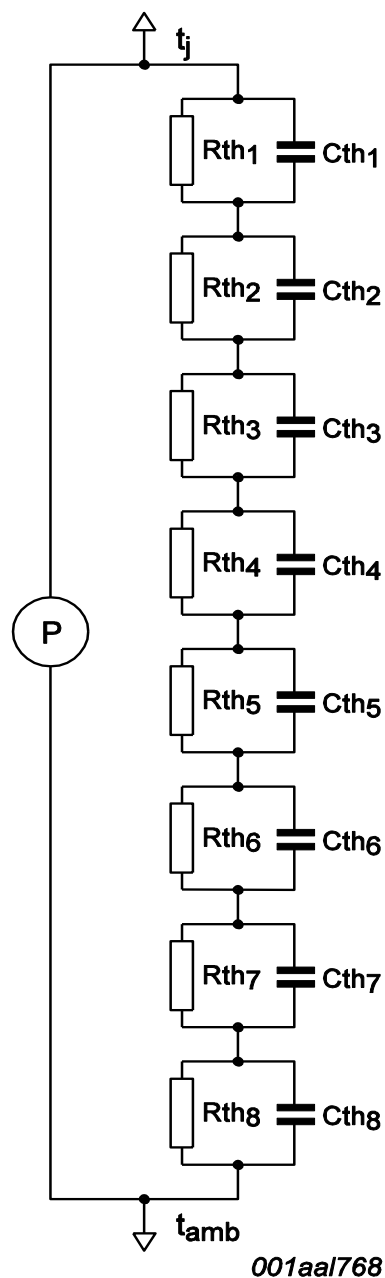 tj
Rth1 Cth1
Rth2 Cth2
Rth3 Cth3
Rth4 Cth4
P
Rth5 Cth5
Rth6 Cth6
Rth7 Cth7
Rth8 Cth8
tamb
001aal768